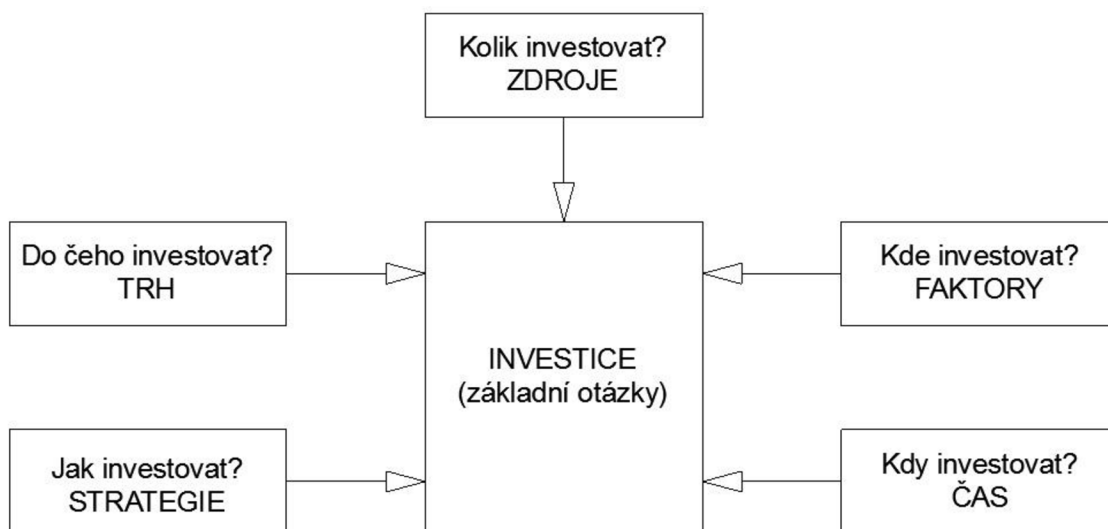 Kolik investovat?
ZDROJE
Do čeho investovat?
TRH
Kde investovat?
FAKTORY
INVESTICE
(základní otázky)
Jak investovat?
STRATEGIE
Kdy investovat?
ČAS